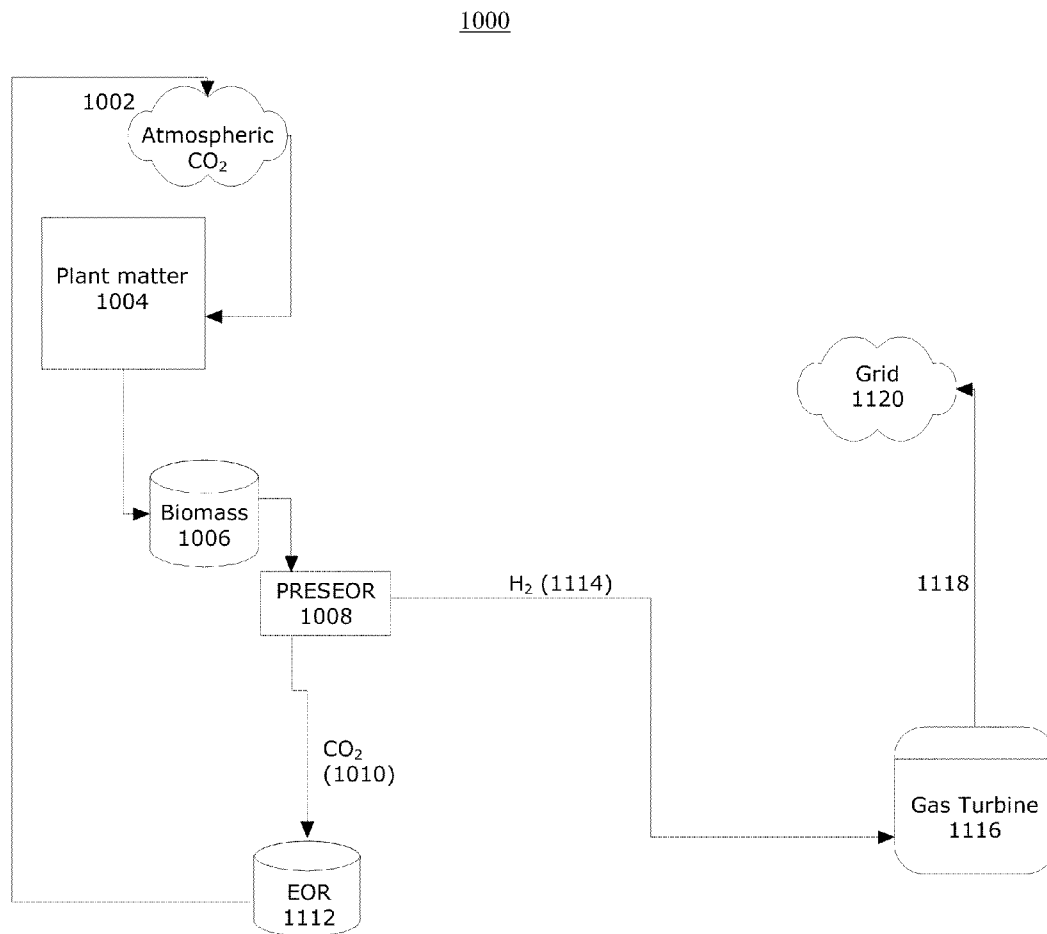 1000
1002
Atmospheric
CO₂
Plant matter
1004
Grid
1120
Biomass
1006
PRESEOR
1008
H₂ (1114)
1118
CO₂
(1010)
Gas Turbine
1116
EOR
1112